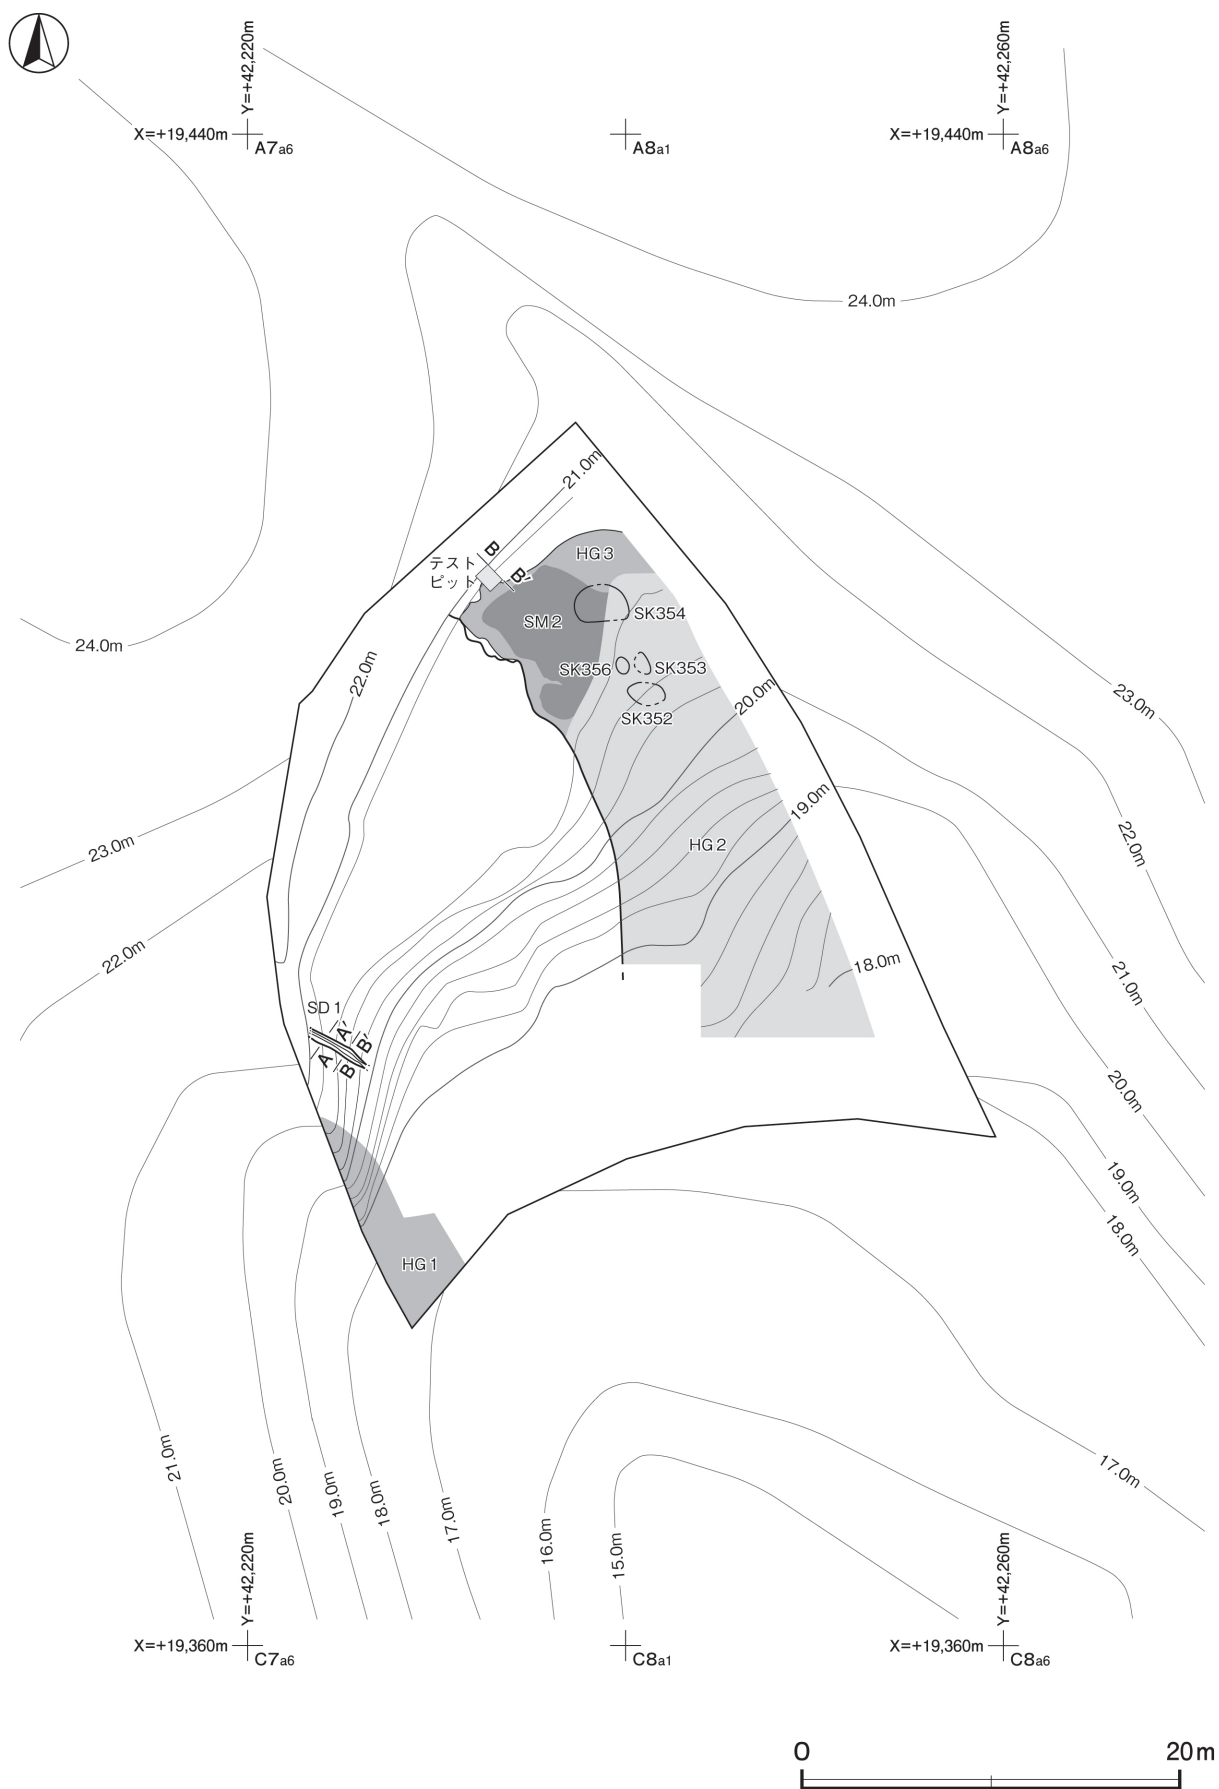 Y=+42,220m
Y=+42,260m
X=+19,440m
A7a6
A8a1
X=+19,440m
A8a6
24.0m
21.0m
HG3
B
テスト
ピット
B′
SM2
SK354
24.0m
22.0m
SK356
SK353
20.0m
23.0m
SK352
19.0m
22.0m
23.0m
HG2
22.0m
18.0m
21.0m
SD1
A′
B′
A
B
20.0m
19.0m
18.0m
HG1
21.0m
20.0m
19.0m
18.0m
17.0m
16.0m
15.0m
17.0m
Y=+42,220m
Y=+42,260m
X=+19,360m
C7a6
C8a1
X=+19,360m
C8a6
0
20m